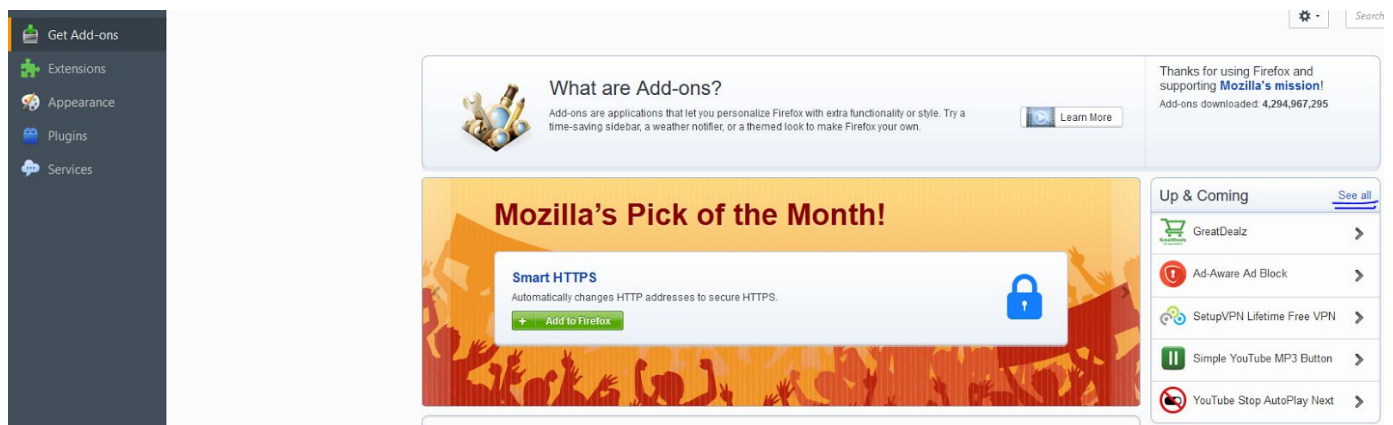 Search
Get Add-ons
Extensions
Appearance
Plugins
Services
What are Add-ons?
Add-ons are applications that let you personalize Firefox with extra functionality or style. Try a
time-saving sidebar, a weather notifier, or a themed look to make Firefox your own.
Learn More
Thanks for using Firefox and
supporting Mozilla's mission!
Add-ons downloaded: 4,294,967,295
Mozilla's Pick of the Month!
Smart HTTPS
Automatically changes HTTP addresses to secure HTTPS.
+ Add to Firefox
Up & Coming See all
GreatDealz
Ad-Aware Ad Block
SetupVPN Lifetime Free VPN
Simple YouTube MP3 Button
YouTube Stop AutoPlay Next